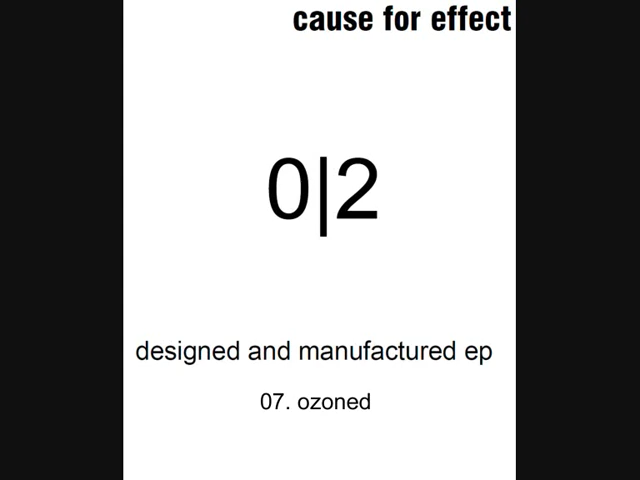 cause for effect
0|2
designed and manufactured ep
07. ozoned